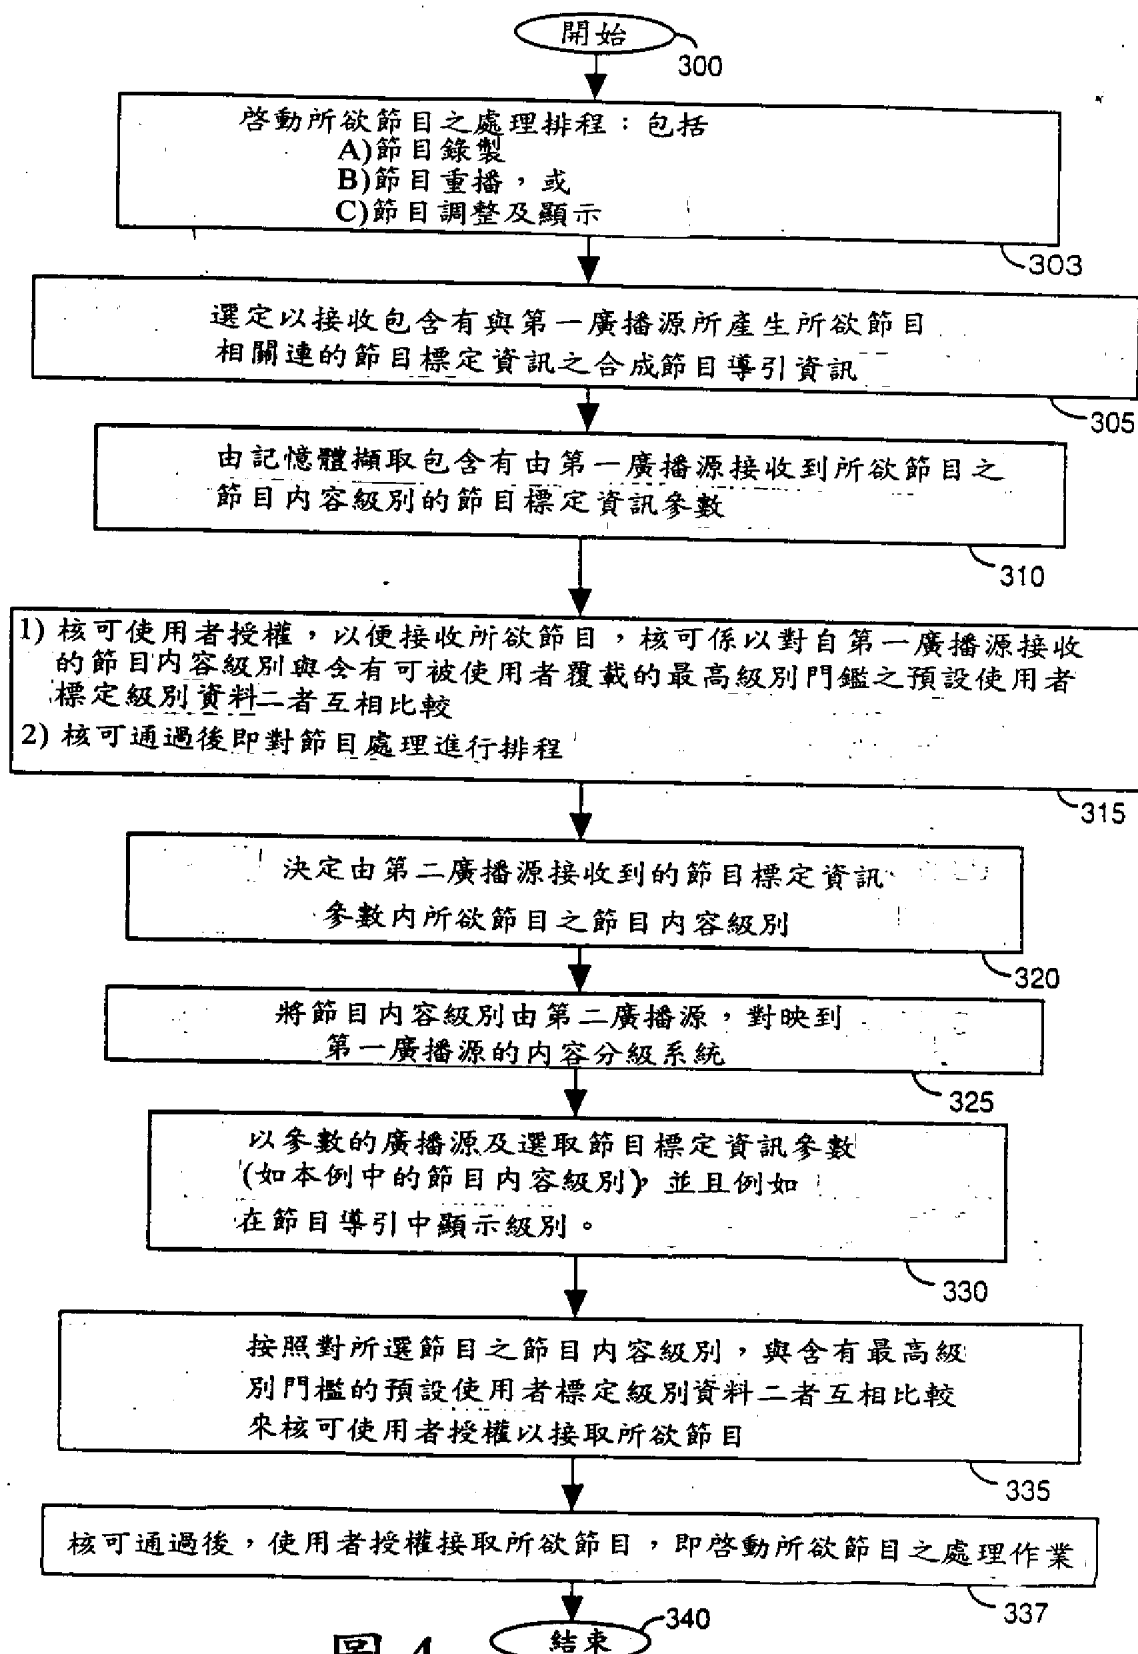 開始
300
啓動所欲節目之處理排程：包括
A)節目錄製
B)節目重播，或
C)節目調整及顯示
303
選定以接收包含有與第一廣播源所產生所欲節目
相關連的節目標定資訊之合成節目導引資訊
305
由記憶體擷取包含有由第一廣播源接收到所欲節目之
節目内容級別的節目標定資訊參數
310
1) 核可使用者授權，以便接收所欲節目，核可係以對自第一廣播源接收
的節目内容級別與含有可被使用者覆載的最高級別門鑑之預設使用者
標定級別資料二者互相比較
2) 核可通過後即對節目處理進行排程
315
決定由第二廣播源接收到的節目標定資訊
參數内所欲節目之節目内容級別
320
將節目内容級別由第二廣播源，對映到
第一廣播源的内容分級系統
325
以參數的廣播源及選取節目標定資訊參數
(如本例中的節目内容級別)，並且例如
在節目導引中顯示級別。
330
按照對所選節目之節目内容級別，與含有最高級
別門檻的預設使用者標定級別資料二者互相比較
來核可使用者授權以接取所欲節目
335
核可通過後，使用者授權接取所欲節目，即啓動所欲節目之處理作業
337
結束
340
圖 4